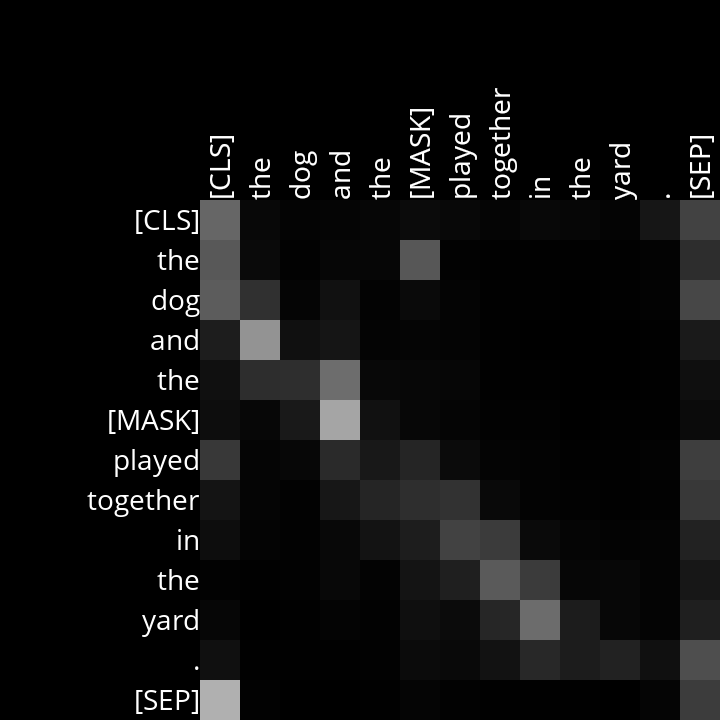 [CLS] the dog and the [MASK] played together in the yard . [SEP]
[CLS]
the
dog
and
the
[MASK]
played
together
in
the
yard
.
[SEP]